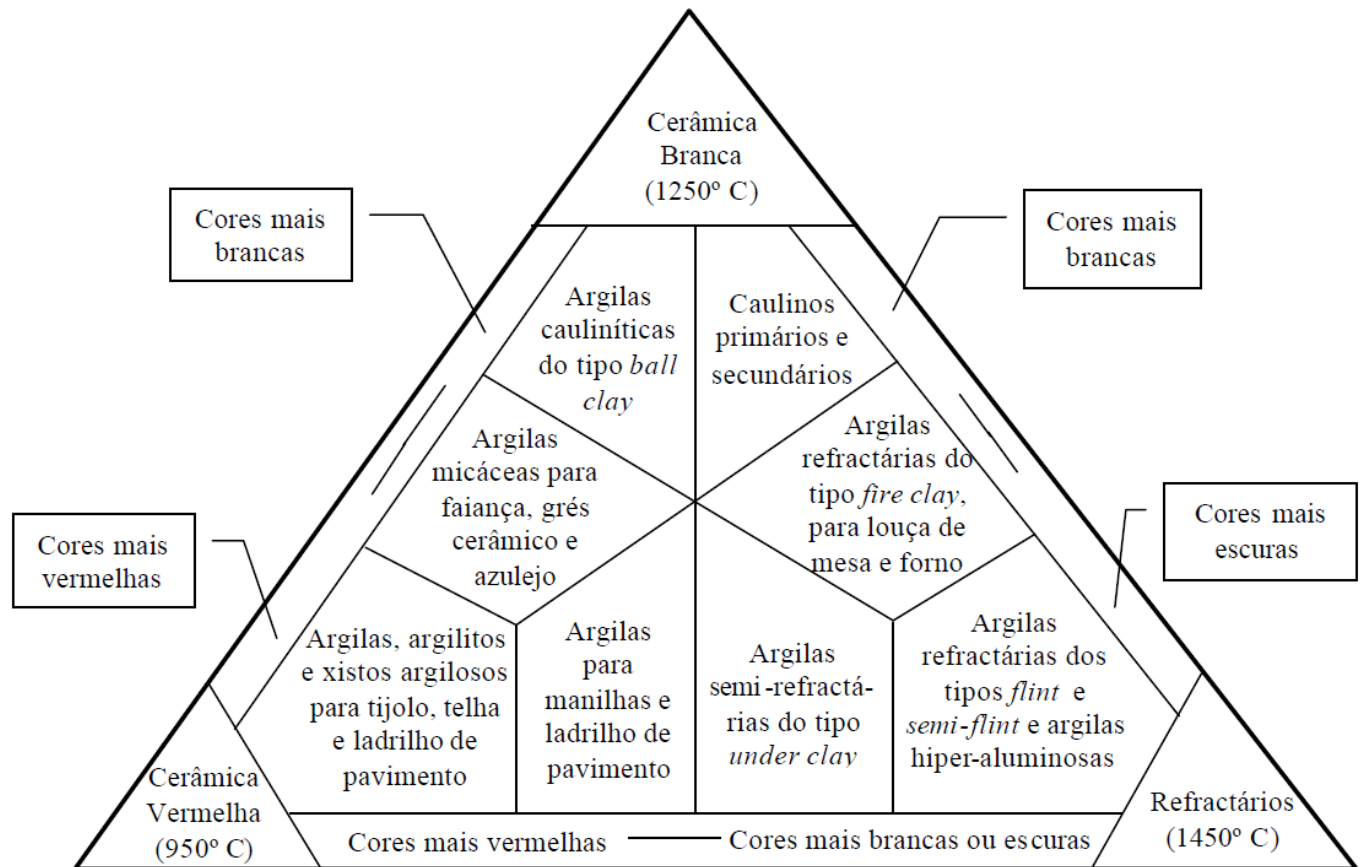 Cerâmica
Branca
(1250º C)
Cores mais
brancas
Cores mais
brancas
Argilas
cauliníticas
do tipo ball
clay
Caulinos
primários e
secundários
Argilas
micáceas para
faiança, grés
cerâmico e
azulejo
Argilas
refractárias do
tipo fire clay,
para louça de
mesa e forno
Cores mais
vermelhas
Cores mais
escuras
Argilas, argilitos
e xistos argilosos
para tijolo, telha
e ladrilho de
pavimento
Argilas
para
manilhas e
ladrilho de
pavimento
Argilas
semi-refractá-
rias do tipo
under clay
Argilas
refractárias dos
tipos flint e
semi-flint e argilas
hiper-aluminosas
Cerâmica
Vermelha
(950º C)
Refractários
(1450º C)
Cores mais vermelhas
Cores mais brancas ou escuras